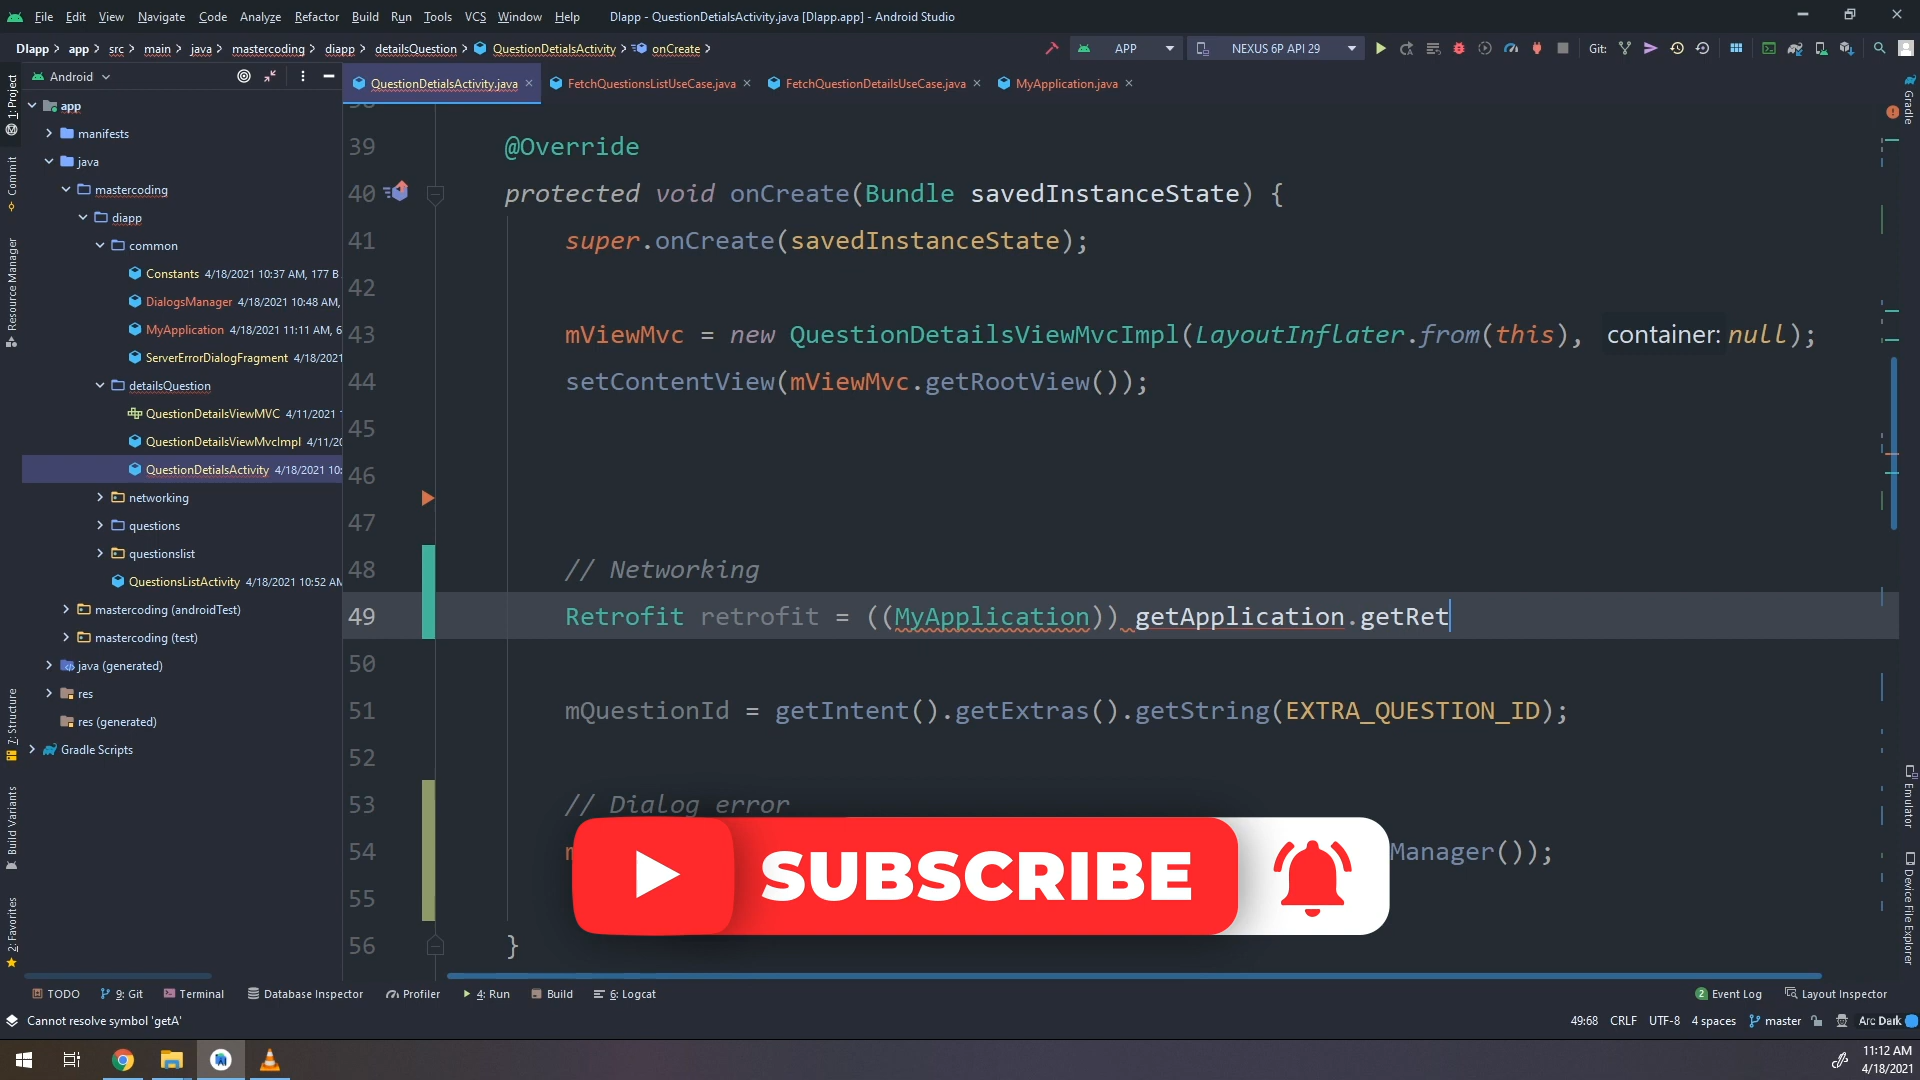 File Edit View Navigate Code Analyze Refactor Build Run Tools VCS Window Help DIapp - QuestionDetialsActivity.java [DIapp.app] - Android Studio
DIapp app src main java mastercoding diapp detailsQuestion QuestionDetialsActivity onCreate APP NEXUS 6P API 29 Git:
Android QuestionDetialsActivity.java FetchQuestionsListUseCase.java FetchQuestionDetailsUseCase.java MyApplication.java
1: Project
Commit
Resource Manager
7: Structure
Build Variants
2: Favorites
app
manifests
java
mastercoding
diapp
common
Constants 4/18/2021 10:37 AM, 177 B
DialogsManager 4/18/2021 10:48 AM,
MyApplication 4/18/2021 11:11 AM, 6
ServerErrorDialogFragment 4/18/2021
detailsQuestion
QuestionDetailsViewMVC 4/11/2021 1
QuestionDetailsViewMvcImpl 4/11/20
QuestionDetialsActivity 4/18/2021 10:
networking
questions
questionslist
QuestionsListActivity 4/18/2021 10:52 AM
mastercoding (androidTest)
mastercoding (test)
java (generated)
res
res (generated)
Gradle Scripts
39 @Override
40 protected void onCreate(Bundle savedInstanceState) {
41 super.onCreate(savedInstanceState);
42
43 mViewMvc = new QuestionDetailsViewMvcImpl(LayoutInflater.from(this), container: null);
44 setContentView(mViewMvc.getRootView());
45
46
47
48 // Networking
49 Retrofit retrofit = ((MyApplication)) getApplication.getRet
50
51 mQuestionId = getIntent().getExtras().getString(EXTRA_QUESTION_ID);
52
53 // Dialog error
54 Manager());
55
56 }
SUBSCRIBE
Gradle
Emulator
Device File Explorer
TODO 9: Git Terminal Database Inspector Profiler 4: Run Build 6: Logcat 2 Event Log Layout Inspector
Cannot resolve symbol 'getA' 49:68 CRLF UTF-8 4 spaces master Arc Dark
11:12 AM
4/18/2021